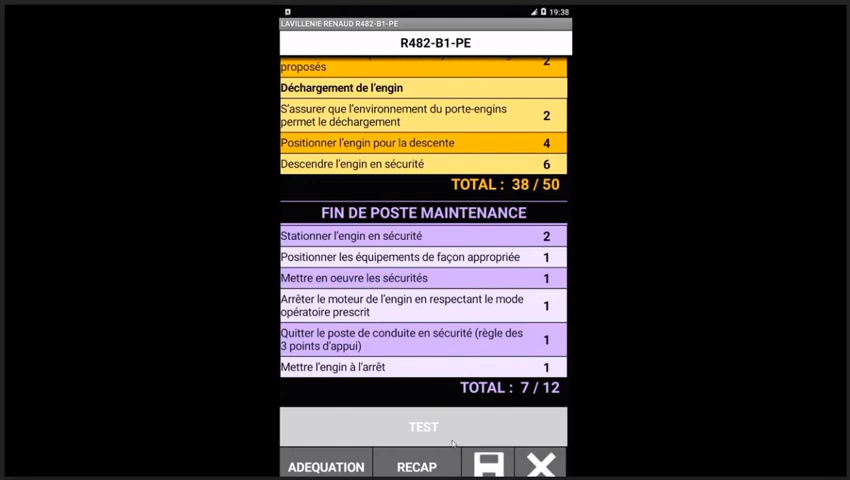 19:38
LAVILLENIE RENAUD R482-B1-PE
R482-B1-PE
proposés
2
Déchargement de l'engin
S'assurer que l'environnement du porte-engins
permet le déchargement
2
Positionner l'engin pour la descente 4
Descendre l'engin en sécurité 6
TOTAL : 38 / 50
FIN DE POSTE MAINTENANCE
Stationner l'engin en sécurité 2
Positionner les équipements de façon appropriée 1
Mettre en oeuvre les sécurités 1
Arrêter le moteur de l'engin en respectant le mode
opératoire prescrit
1
Quitter le poste de conduite en sécurité (règle des
3 points d'appui)
1
Mettre l'engin à l'arrêt 1
TOTAL : 7 / 12
TEST
ADEQUATION RECAP